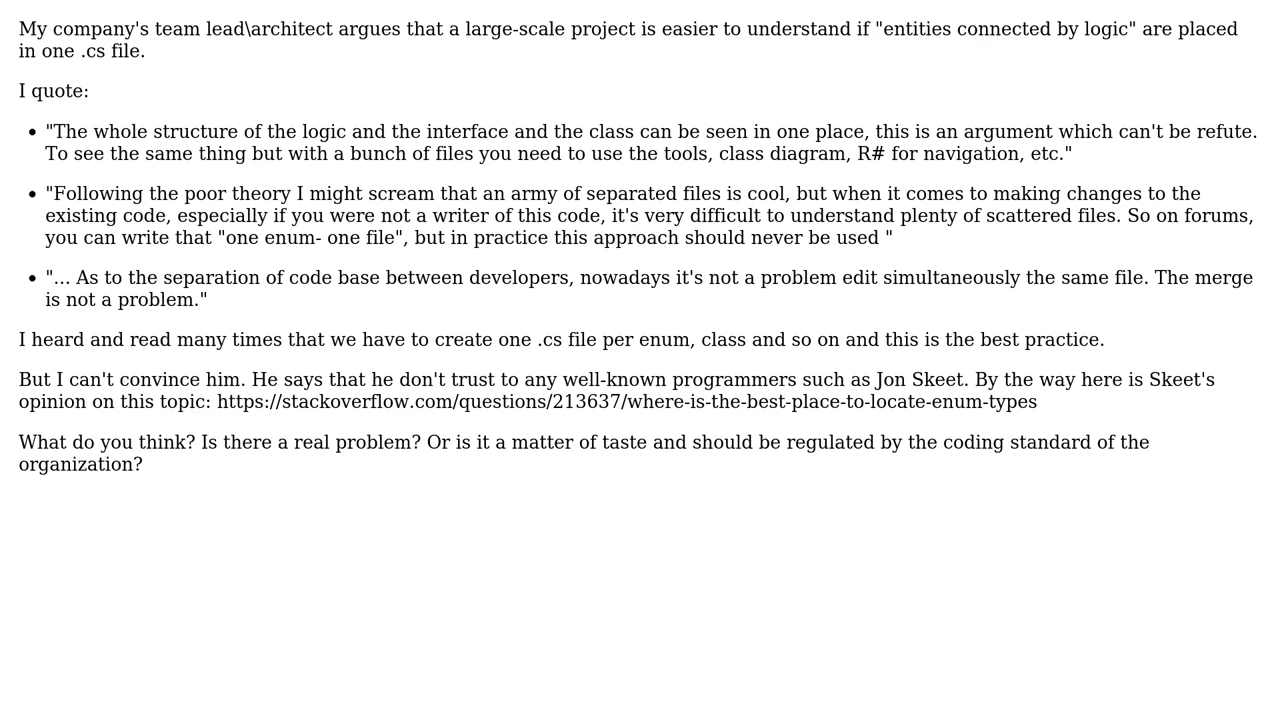 My company's team lead\architect argues that a large-scale project is easier to understand if "entities connected by logic" are placed
in one .cs file.
I quote:
• "The whole structure of the logic and the interface and the class can be seen in one place, this is an argument which can't be refute.
To see the same thing but with a bunch of files you need to use the tools, class diagram, R# for navigation, etc."
• "Following the poor theory I might scream that an army of separated files is cool, but when it comes to making changes to the
existing code, especially if you were not a writer of this code, it's very difficult to understand plenty of scattered files. So on forums,
you can write that "one enum- one file", but in practice this approach should never be used "
• "... As to the separation of code base between developers, nowadays it's not a problem edit simultaneously the same file. The merge
is not a problem."
I heard and read many times that we have to create one .cs file per enum, class and so on and this is the best practice.
But I can't convince him. He says that he don't trust to any well-known programmers such as Jon Skeet. By the way here is Skeet's
opinion on this topic: https://stackoverflow.com/questions/213637/where-is-the-best-place-to-locate-enum-types
What do you think? Is there a real problem? Or is it a matter of taste and should be regulated by the coding standard of the
organization?